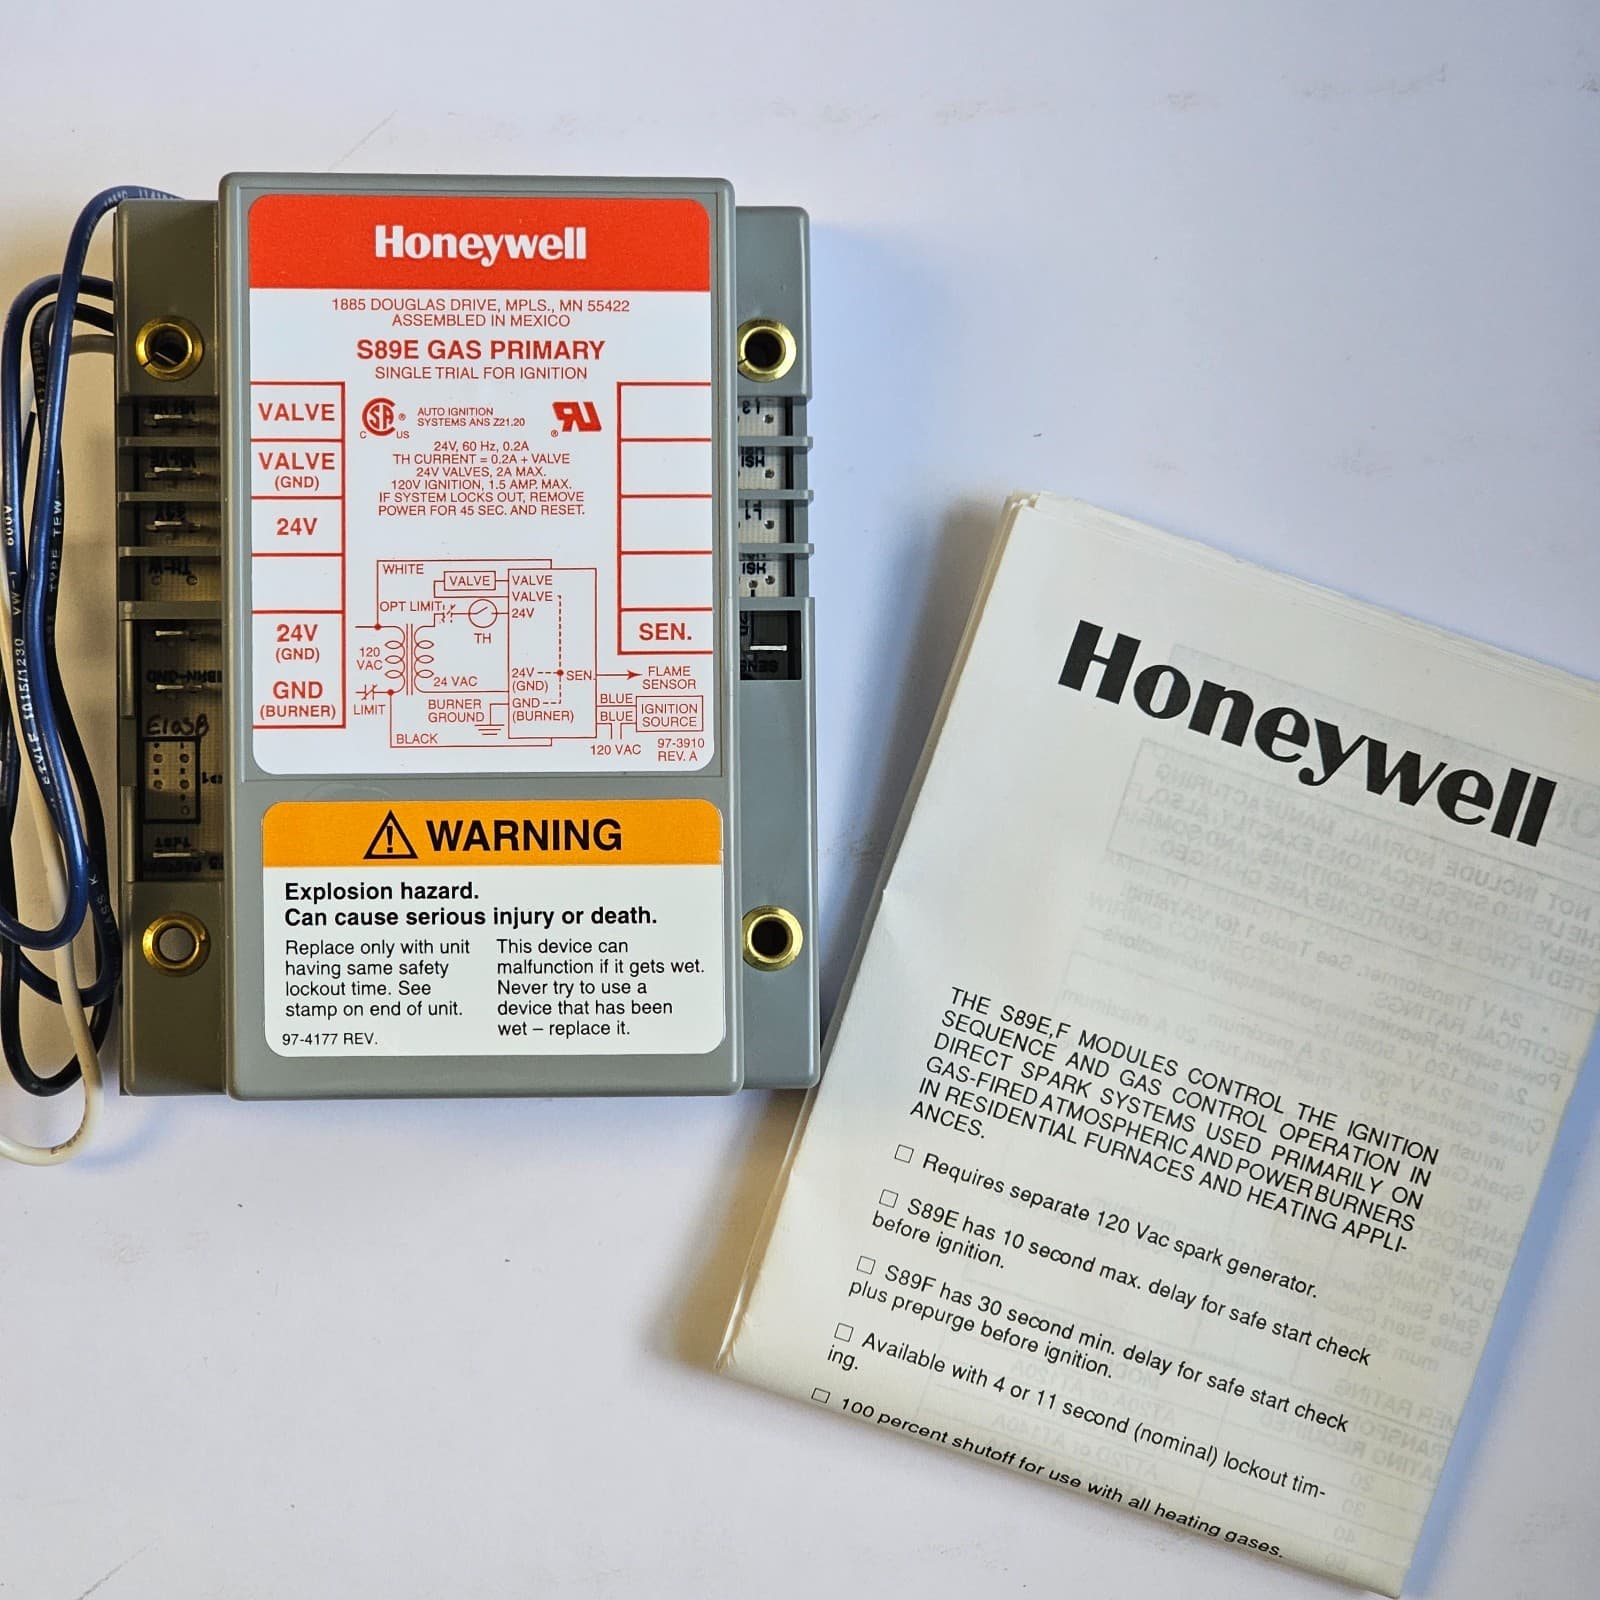 Honeywell
1885 DOUGLAS DRIVE, MPLS., MN 55422
ASSEMBLED IN MEXICO
S89E GAS PRIMARY
SINGLE TRIAL FOR IGNITION
VALVE
VALVE
(GND)
24V
24V
(GND)
GND
(BURNER)
C SA ® US
AUTO IGNITION
SYSTEMS ANS Z21.20
24V, 60 Hz, 0.2A
TH CURRENT = 0.2A + VALVE
24V VALVES, 2A MAX.
120V IGNITION, 1.5 AMP. MAX.
IF SYSTEM LOCKS OUT, REMOVE
POWER FOR 45 SEC. AND RESET.
SEN.
WHITE
VALVE
VALVE
VALVE
OPT LIMIT
24V
TH
120
VAC
24V
(GND)
SEN.
FLAME
SENSOR
24 VAC
LIMIT
BURNER
GROUND
GND
(BURNER)
BLUE
BLUE
IGNITION
SOURCE
BLACK
120 VAC
97-3910
REV. A
E103B
WARNING
Explosion hazard.
Can cause serious injury or death.
Replace only with unit
having same safety
lockout time. See
stamp on end of unit.
97-4177 REV.
This device can
malfunction if it gets wet.
Never try to use a
device that has been
wet – replace it.
Honeywell
THE S89E,F MODULES CONTROL THE IGNITION
SEQUENCE AND GAS CONTROL OPERATION IN
DIRECT SPARK SYSTEMS USED PRIMARILY ON
GAS-FIRED ATMOSPHERIC AND POWER BURNERS
IN RESIDENTIAL FURNACES AND HEATING APPLI-
ANCES.
□ Requires separate 120 Vac spark generator.
□ S89E has 10 second max. delay for safe start check
before ignition.
□ S89F has 30 second min. delay for safe start check
plus prepurge before ignition.
□ Available with 4 or 11 second (nominal) lockout tim-
ing.
□ 100 percent shutoff for use with all heating gases.